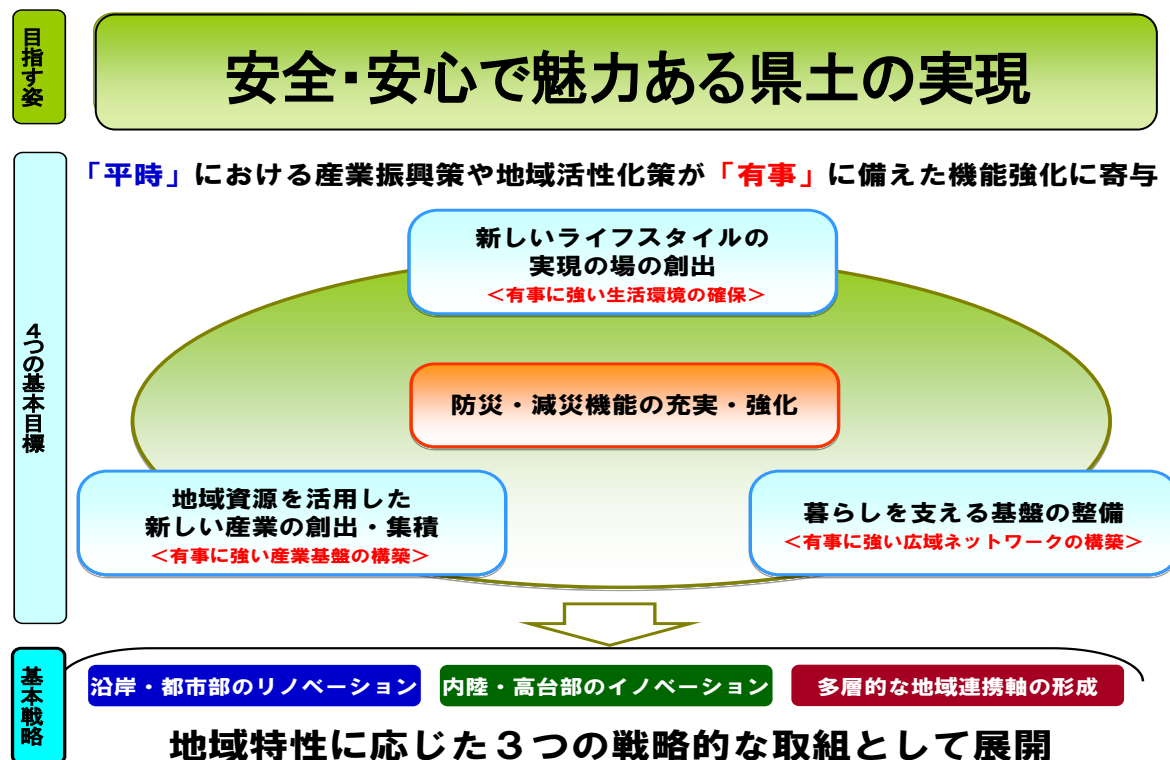 目指す姿
安全・安心で魅力ある県土の実現
「平時」における産業振興策や地域活性化策が「有事」に備えた機能強化に寄与
4つの基本目標
新しいライフスタイルの
実現の場の創出
＜有事に強い生活環境の確保＞
防災・減災機能の充実・強化
地域資源を活用した
新しい産業の創出・集積
＜有事に強い産業基盤の構築＞
暮らしを支える基盤の整備
＜有事に強い広域ネットワークの構築＞
基本戦略
沿岸・都市部のリノベーション
内陸・高台部のイノベーション
多層的な地域連携軸の形成
地域特性に応じた３つの戦略的な取組として展開